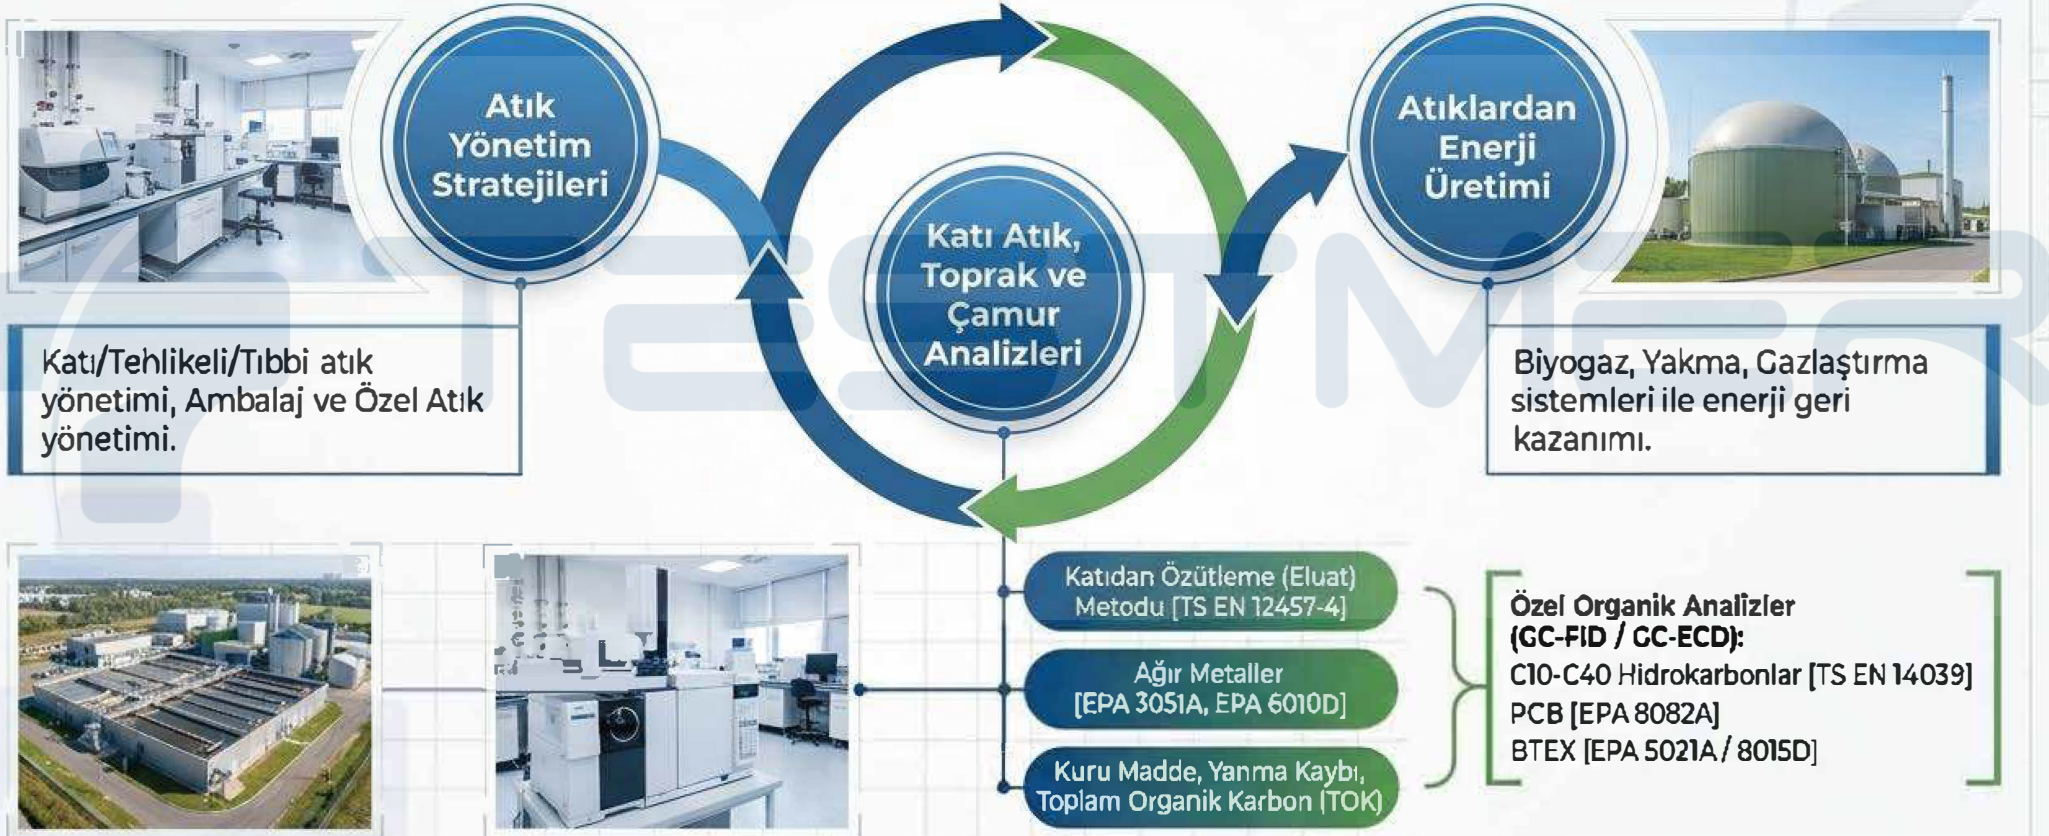 Atık
Yönetim
Stratejileri
Katı/Tehlikeli/Tıbbi atık
yönetimi, Ambalaj ve Özel Atık
yönetimi.
Katı Atık,
Toprak ve
Çamur
Analizleri
Atıklardan
Enerji
Üretimi
Biyogaz, Yakma, Gazlaştırma
sistemleri ile enerji geri
kazanımı.
Katıdan Özütleme (Eluat)
Metodu [TS EN 12457-4]
Ağır Metaller
[EPA 3051A, EPA 6010D]
Kuru Madde, Yanma Kaybı,
Toplam Organik Karbon (TOK)
Özel Organik Analizler
(GC-FID / GC-ECD):
C10-C40 Hidrokarbonlar [TS EN 14039]
PCB [EPA 8082A]
BTEX [EPA 5021A / 8015D]
TESTMER